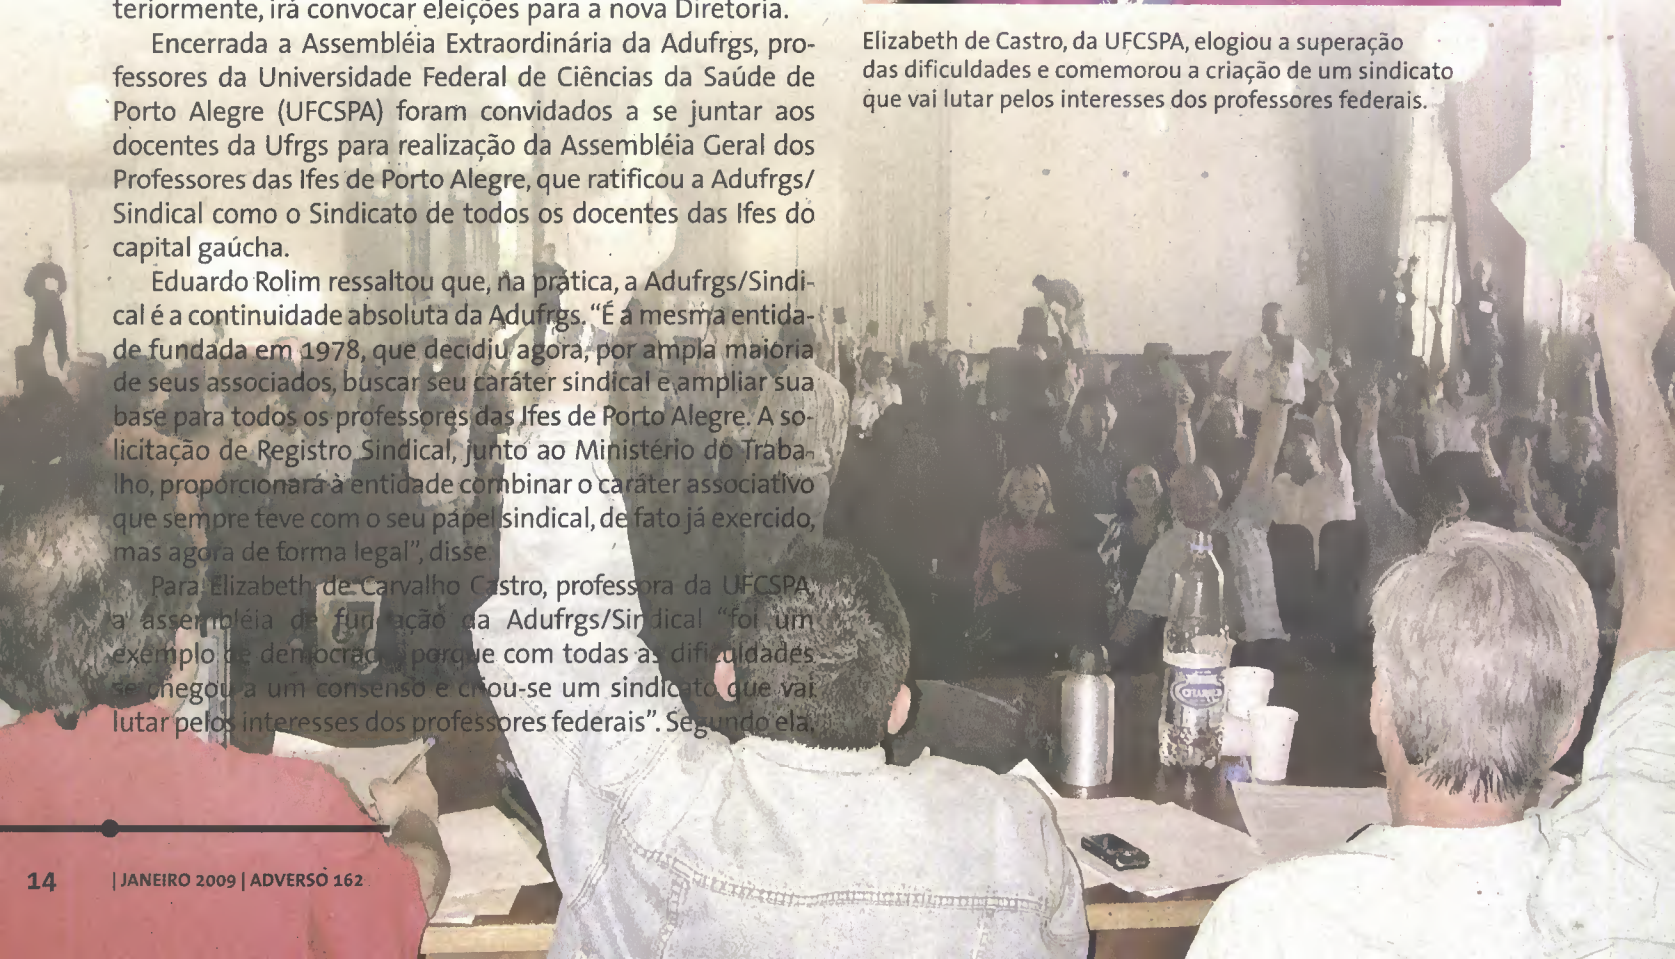 teriormente, irá convocar eleições para a nova Diretoria.
Encerrada a Assembléia Extraordinária da Adufrgs, pro-
fessores da Universidade Federal de Ciências da Saúde de
Porto Alegre (UFCSPA) foram convidados a se juntar aos
docentes da Ufrgs para realização da Assembléia Geral dos
Professores das Ifes de Porto Alegre, que ratificou a Adufrgs/
Sindical como o Sindicato de todos os docentes das Ifes do
capital gaúcha.
Eduardo Rolim ressaltou que, na prática, a Adufrgs/Sindi-
cal é a continuidade absoluta da Adufrgs. “É a mesma entida-
de fundada em 1978, que decidiu agora, por ampla maioria
de seus associados, buscar seu caráter sindical e ampliar sua
base para todos os professores das Ifes de Porto Alegre. A so-
licitação de Registro Sindical, junto ao Ministério do Traba-
lho, proporcionará à entidade combinar o caráter associativo
que sempre teve com o seu papel sindical, de fato já exercido,
mas agora de forma legal”, disse.
Para Elizabeth de Carvalho Castro, professora da UFCSPA,
a assembléia de fundação da Adufrgs/Sindical “foi um
exemplo de democracia, porque com todas as dificuldades
se chegou a um consenso e criou-se um sindicato que vai
lutar pelos interesses dos professores federais”. Segundo ela,
Elizabeth de Castro, da UFCSPA, elogiou a superação
das dificuldades e comemorou a criação de um sindicato
que vai lutar pelos interesses dos professores federais.
14 | JANEIRO 2009 | ADVERSO 162